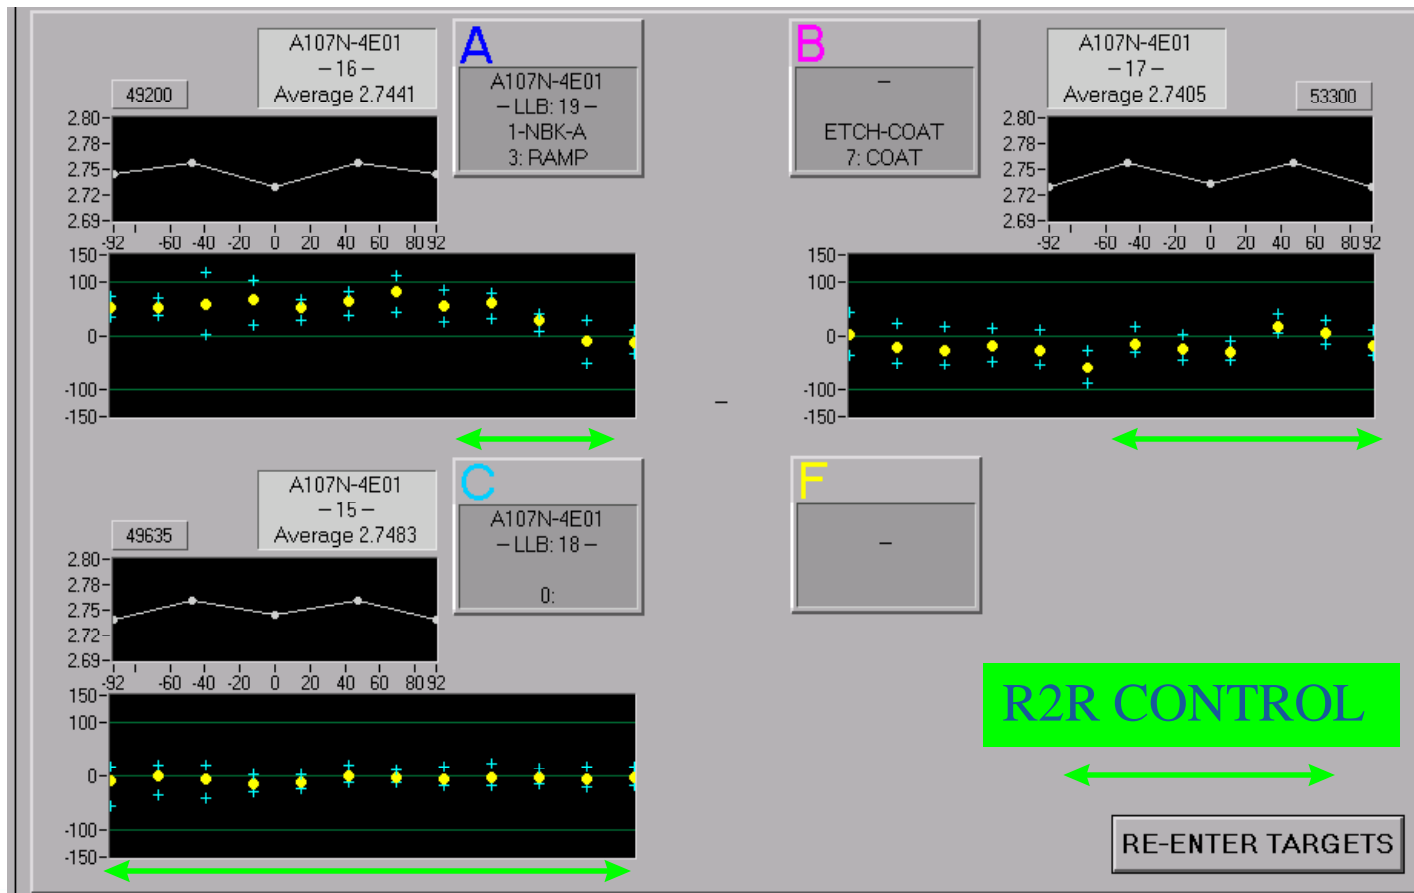 A107N-4E01
– 16 –
Average 2.7441
49200
A
A107N-4E01
– LLB: 19 –
1-NBK-A
3: RAMP
B
–
ETCH-COAT
7: COAT
A107N-4E01
– 17 –
Average 2.7405
53300
2.80
2.78
2.75
2.72
2.69
-92 -60 -40 -20 0 20 40 60 80 92
2.80
2.78
2.75
2.72
2.69
-92 -60 -40 -20 0 20 40 60 80 92
150
100
0
-100
-150
–
150
100
0
-100
-150
A107N-4E01
– 15 –
Average 2.7483
49635
C
A107N-4E01
– LLB: 18 –
0:
F
–
2.80
2.78
2.75
2.72
2.69
-92 -60 -40 -20 0 20 40 60 80 92
150
100
0
-100
-150
R2R CONTROL
RE-ENTER TARGETS